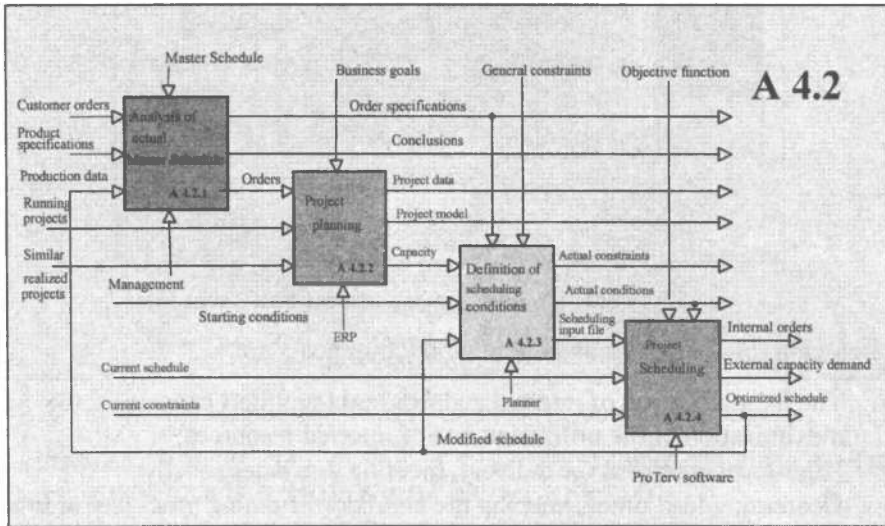 Master Schedule
Business goals
General constraints
Objective function
A 4.2
Customer orders
Analysis of
actual
Order specifications
Product
specifications
Conclusions
Production data
A 4.2.1
Orders
Project
planning
Project data
Running
projects
Project model
Similar
realized projects
A 4.2.2
Capacity
Definition of
scheduling
conditions
Actual constraints
Management
Actual conditions
Starting conditions
ERP
A 4.2.3
Scheduling
input file
Project
Scheduling
Internal orders
Current schedule
External capacity demand
Planner
Current constraints
A 4.2.4
Optimized schedule
Modified schedule
ProTerv software